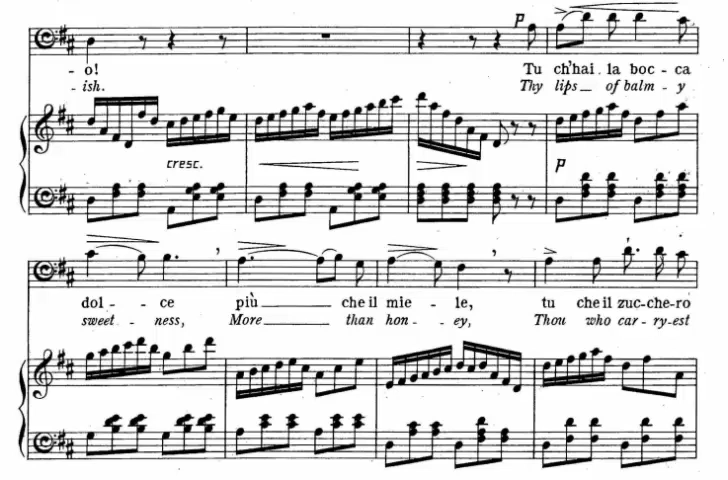 p
- o! Tu ch'hai la boc - ca
- ish. Thy lips of balm - y
cresc.
p
dol - ce più che il mie - le, tu che il zuc-che-ro
sweet - ness, More than hon - ey, Thou who car - ry-est